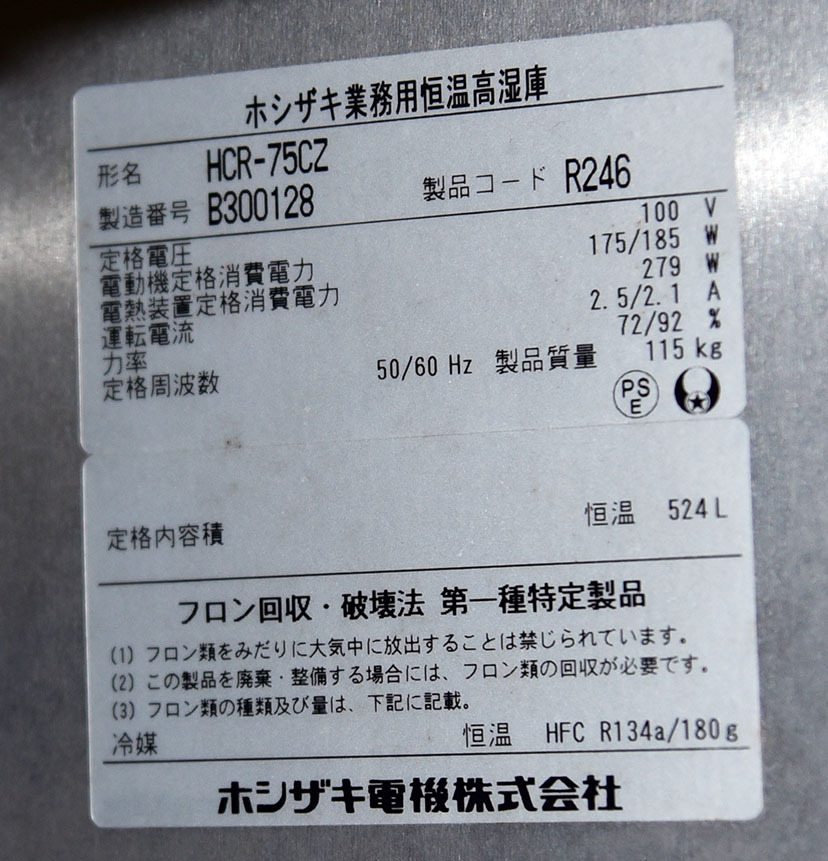 ホシザキ業務用恒温高湿庫
形名 HCR-75CZ
製造番号 B300128 製品コード R246
定格電圧 100 V
電動機定格消費電力 175/185 W
電熱装置定格消費電力 279 W
運転電流 2.5/2.1 A
力率 72/92 %
定格周波数 50/60 Hz 製品質量 115 kg
PS
E
定格内容積 恒温 524 L
フロン回収・破壊法 第一種特定製品
(1) フロン類をみだりに大気中に放出することは禁じられています。
(2) この製品を廃棄・整備する場合には、フロン類の回収が必要です。
(3) フロン類の種類及び量は、下記に記載。
冷媒 恒温 HFC R134a/180g
ホシザキ電機株式会社